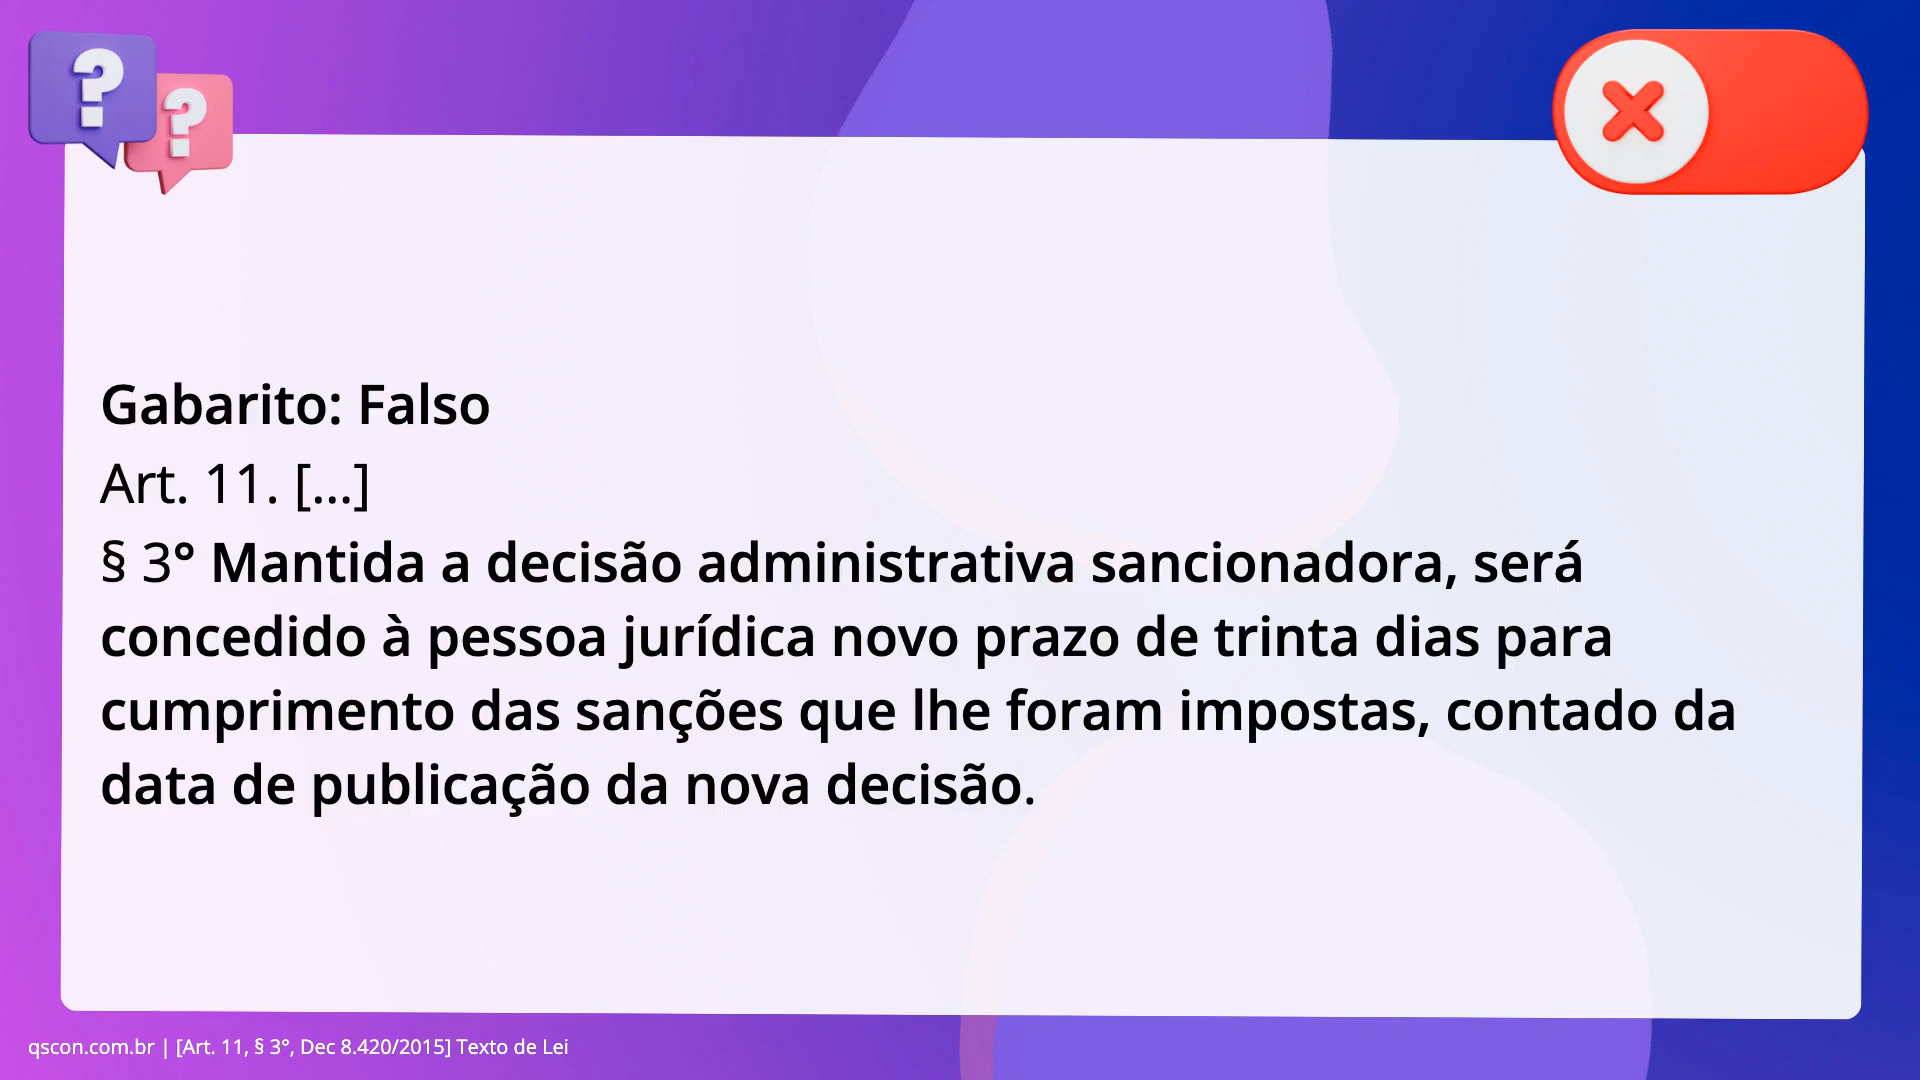 ?
?
Gabarito: Falso
Art. 11. [...]
§ 3° Mantida a decisão administrativa sancionadora, será
concedido à pessoa jurídica novo prazo de trinta dias para
cumprimento das sanções que lhe foram impostas, contado da
data de publicação da nova decisão.
qscon.com.br | [Art. 11, § 3°, Dec 8.420/2015] Texto de Lei